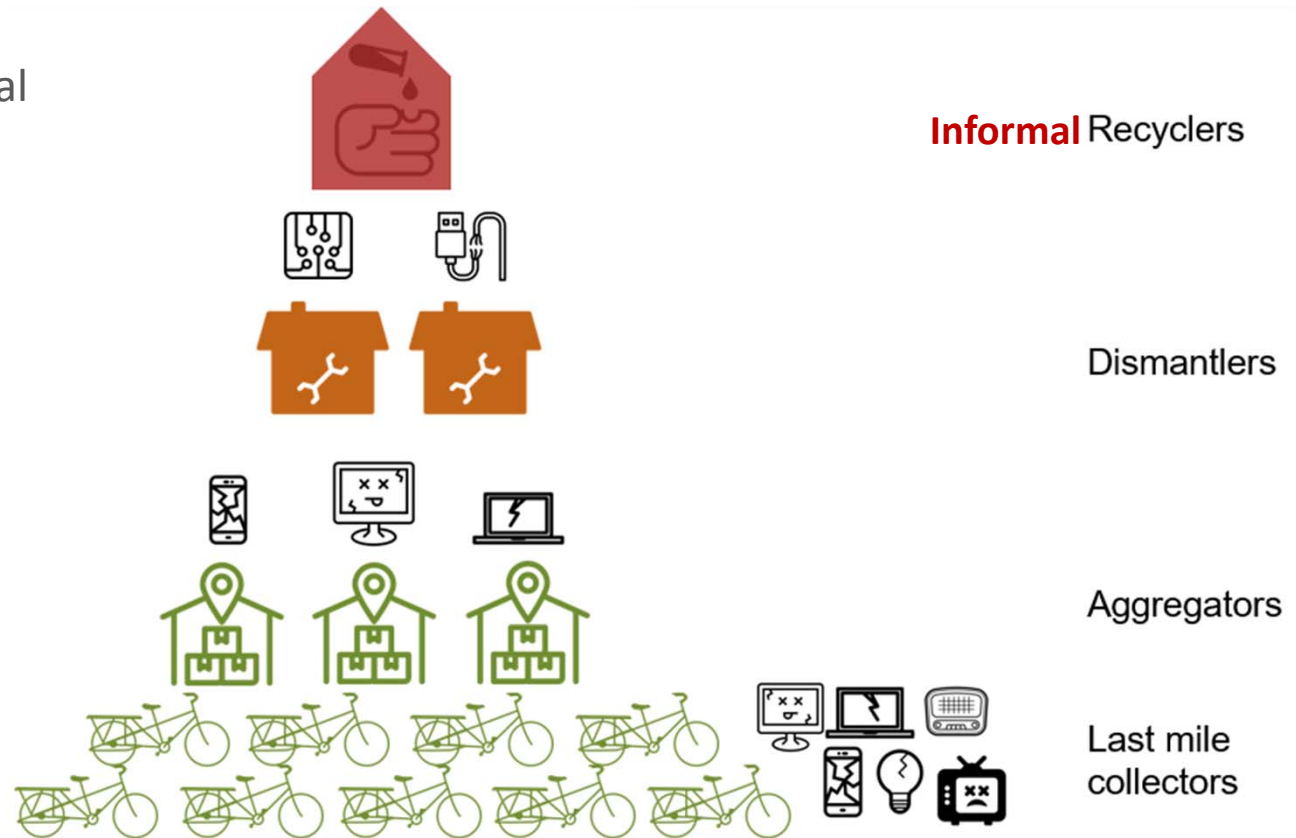 al
Informal Recyclers
Dismantlers
Aggregators
Last mile
collectors